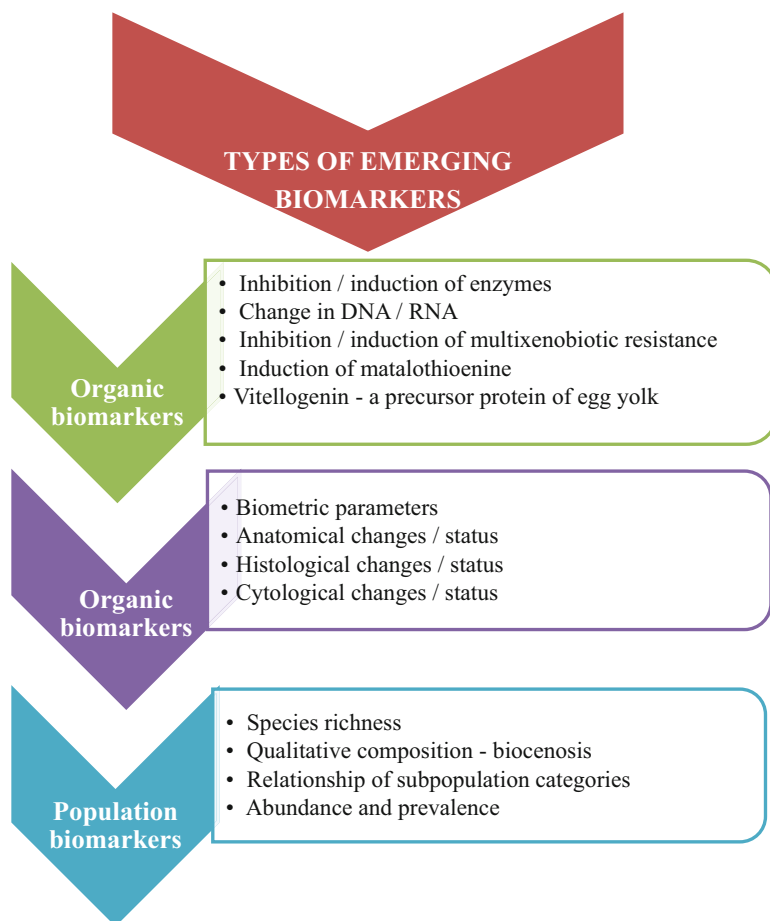 TYPES OF EMERGING
BIOMARKERS
Organic
biomarkers
• Inhibition / induction of enzymes
• Change in DNA / RNA
• Inhibition / induction of multixenobiotic resistance
• Induction of matalothioenine
• Vitellogenin - a precursor protein of egg yolk
Organic
biomarkers
• Biometric parameters
• Anatomical changes / status
• Histological changes / status
• Cytological changes / status
Population
biomarkers
• Species richness
• Qualitative composition - biocenosis
• Relationship of subpopulation categories
• Abundance and prevalence